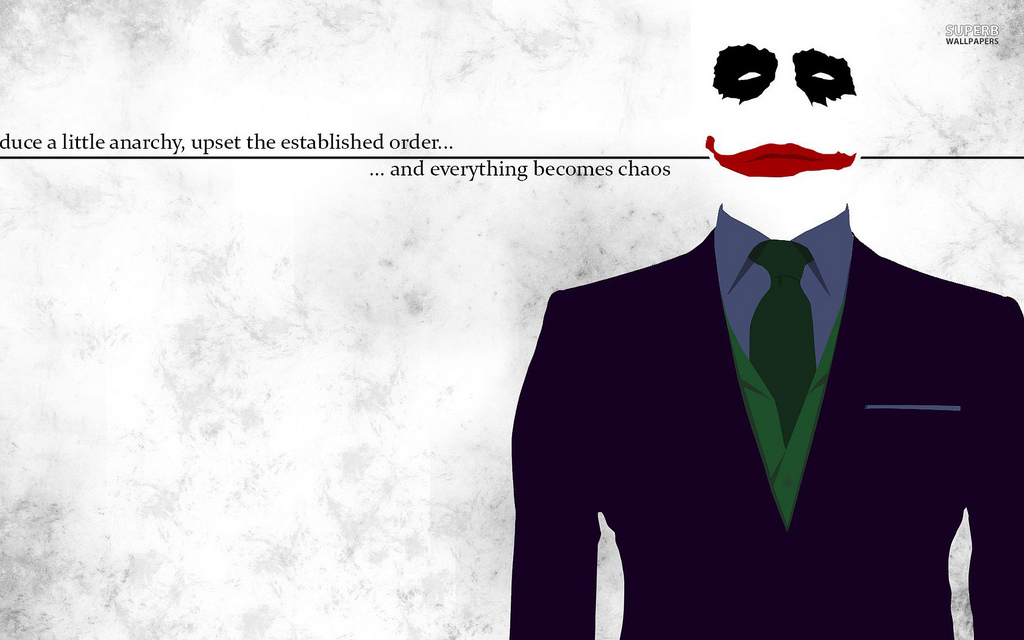 duce a little anarchy, upset the established order...
... and everything becomes chaos
SUPERB
WALLPAPERS